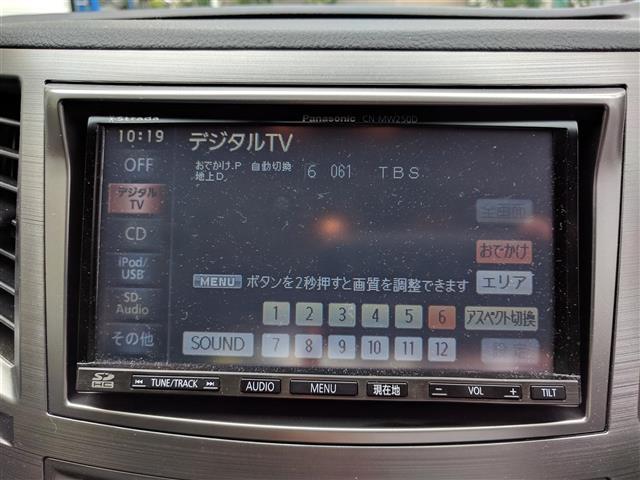 Strada Panasonic CN-MW250D
10:19 デジタルTV
OFF
おでかけ.P 自動切換
地上D. 6 061 TBS
デジタル
TV
全画面
CD
おでかけ
iPod/
USB
MENU ボタンを2秒押すと画質を調整できます エリア
SD-
Audio
1 2 3 4 5 6 アスペクト切換
その他 SOUND 7 8 9 10 11 12 設定
SD HC TUNE/TRACK AUDIO MENU 現在地 − VOL + TILT